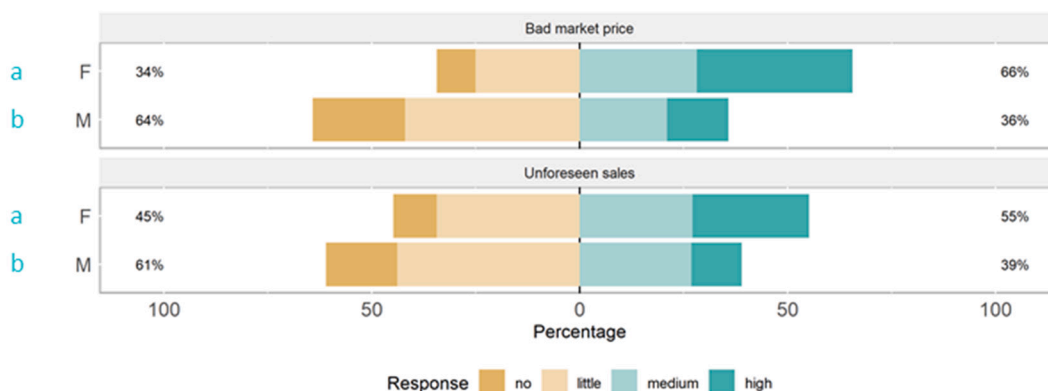 Bad market price
a F 34% 66%
b M 64% 36%
Unforeseen sales
a F 45% 55%
b M 61% 39%
100 50 0 50 100
Percentage
Response no little medium high